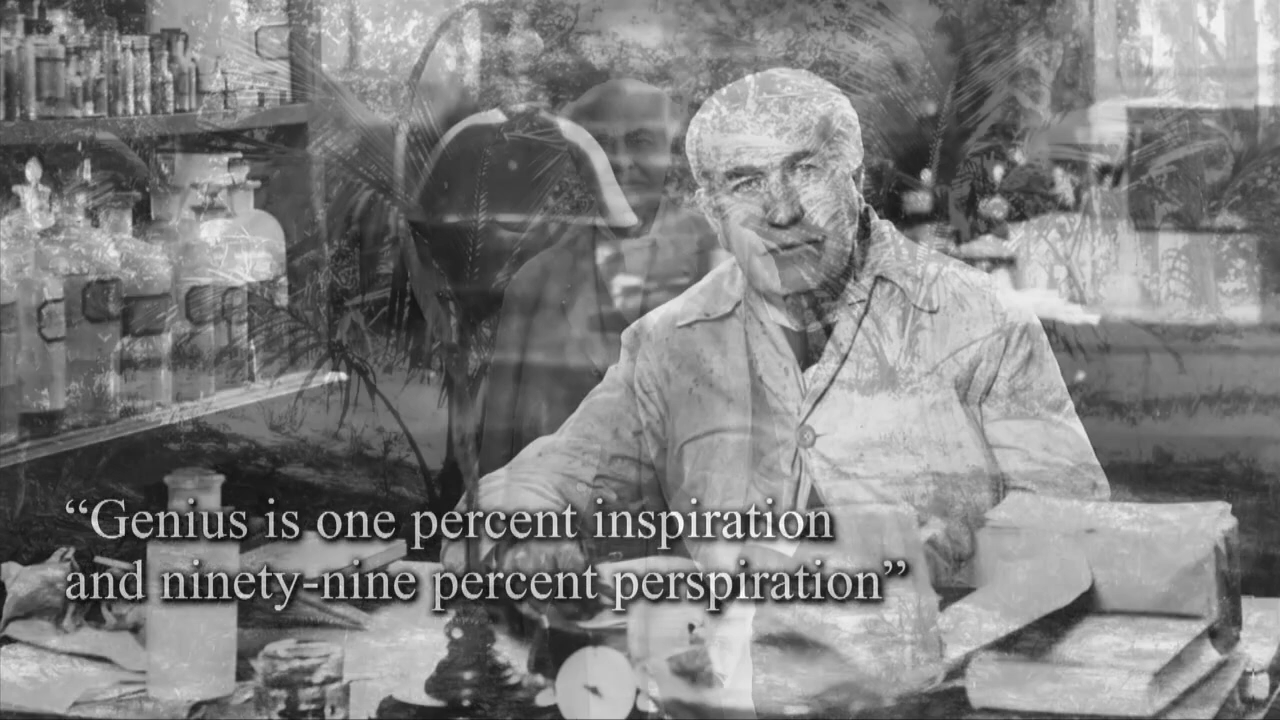 “Genius is one percent inspiration
and ninety-nine percent perspiration”